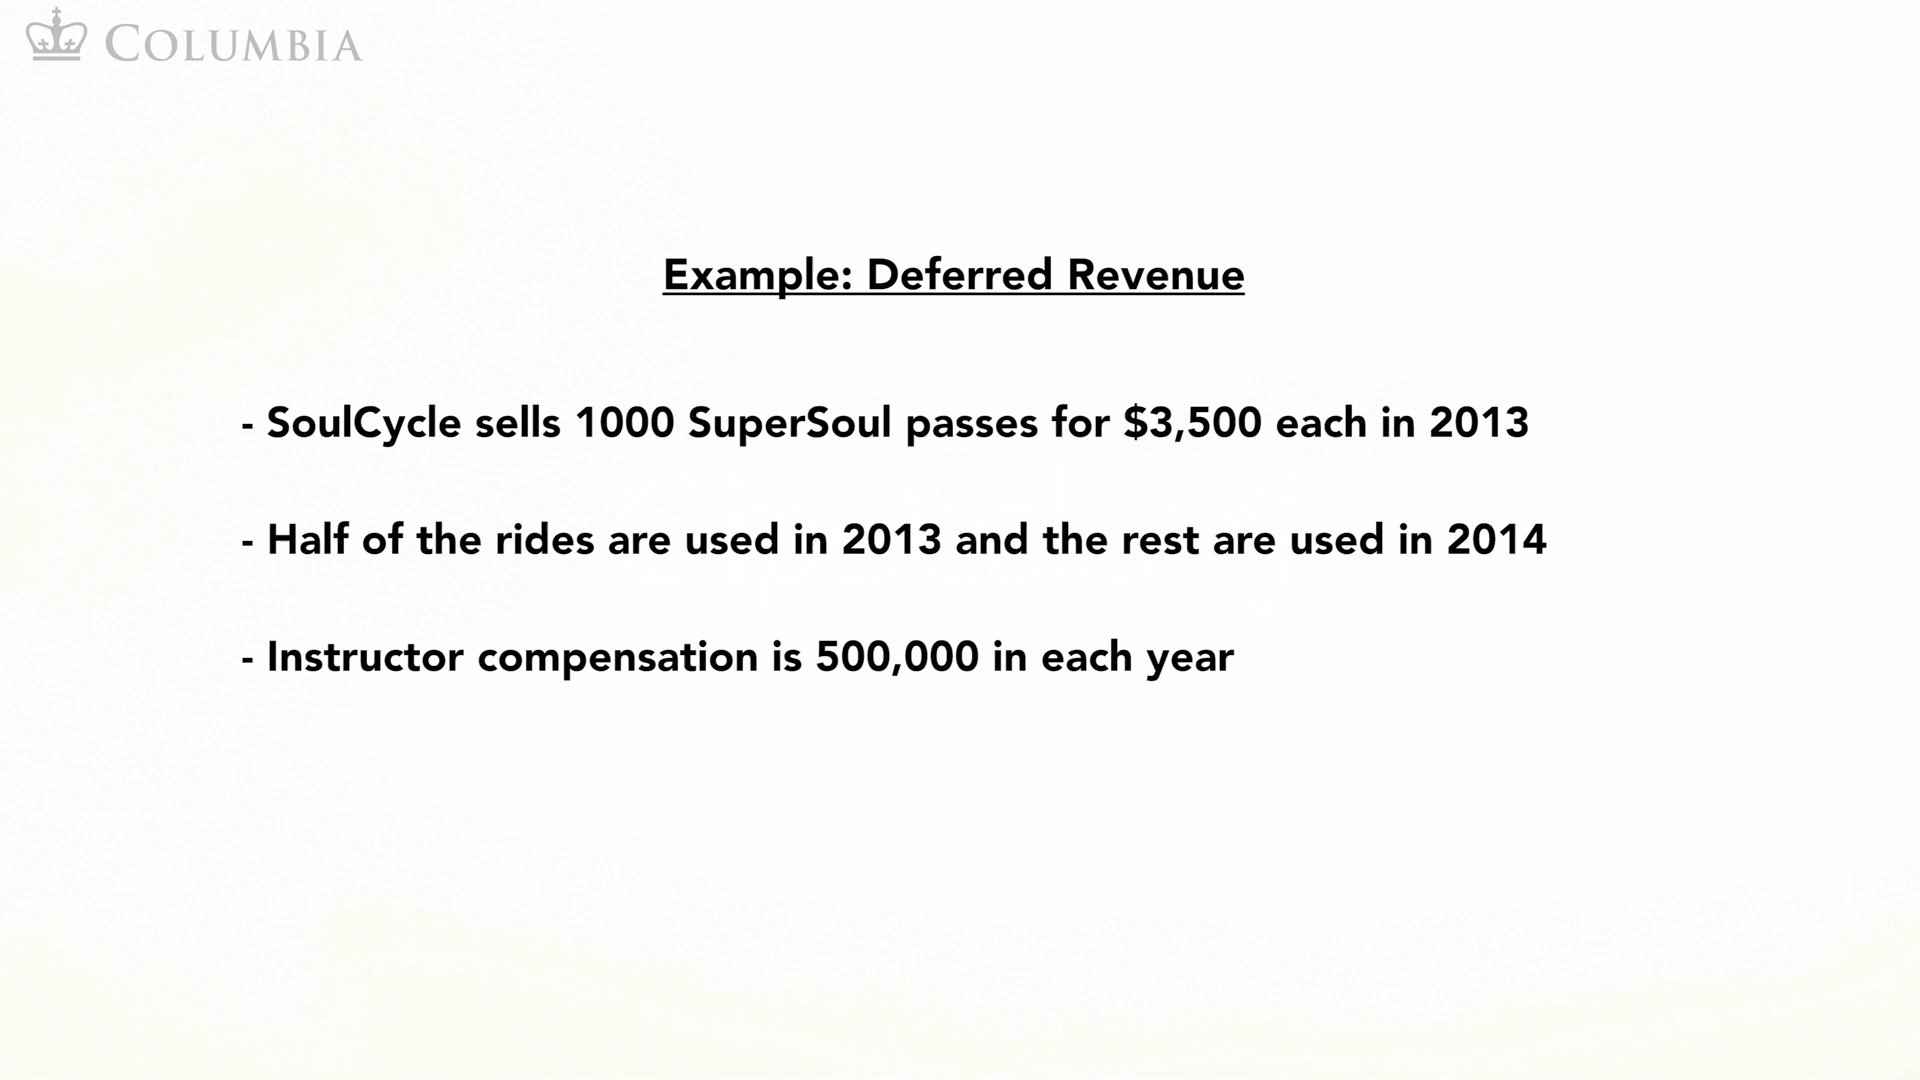 COLUMBIA
Example: Deferred Revenue
- SoulCycle sells 1000 SuperSoul passes for $3,500 each in 2013
- Half of the rides are used in 2013 and the rest are used in 2014
- Instructor compensation is 500,000 in each year